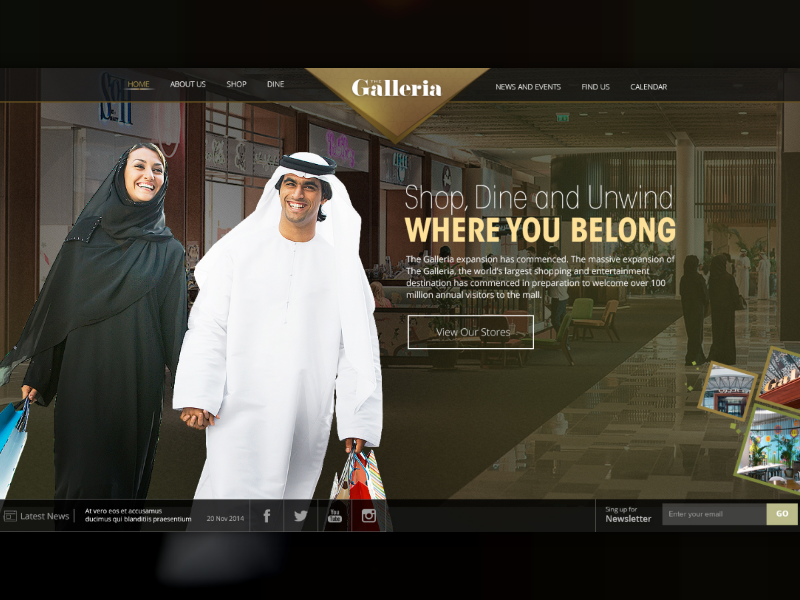 HOME
ABOUT US
SHOP
DINE
THE
Galleria
NEWS AND EVENTS
FIND US
CALENDAR
Shop, Dine and Unwind
WHERE YOU BELONG
The Galleria expansion has commenced. The massive expansion of
The Galleria, the world's largest shopping and entertainment
destination has commenced in preparation to welcome over 100
million annual visitors to the mall.
View Our Stores
Latest News
At vero eos et accusamus
ducimus qui blanditiis praesentium
20 Nov 2014
You
Tube
Sing up for
Newsletter
Enter your email
GO